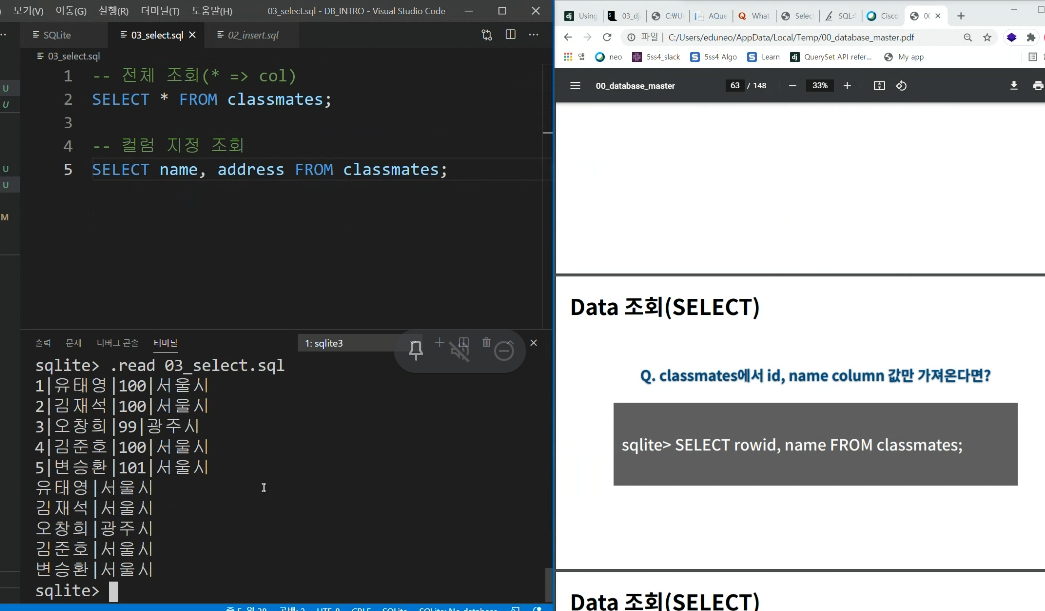 보기(V) 이동(G) 실행(R) 더미널(T) 도움말(H) 03_select.sql - DB_INTRO - Visual Studio Code
SQLite 03_select.sql 02_insert.sql
03_select.sql
1 -- 전체 조회(* => col)
2 SELECT * FROM classmates;
3
4 -- 컬럼 지정 조회
5 SELECT name, address FROM classmates;
U
U
U
U
M
출력 문제 디버그 콘솔 터미널 1: sqlite3
sqlite> .read 03_select.sql
1|유태영|100|서울시
2|김재석|100|서울시
3|오창희|99|광주시
4|김준호|100|서울시
5|변승환|101|서울시
유태영|서울시
김재석|서울시
오창희|광주시
김준호|서울시
변승환|서울시
sqlite>
Using 03_dj C:₩U AQue What Selec SQL Cisco
파일 | C:/Users/eduneo/AppData/Local/Temp/00_database_master.pdf
앱 neo 5ss4_slack 5ss4 Algo Learn QuerySet API refer... My app
00_database_master 63 / 148 33%
Data 조회(SELECT)
Q. classmates에서 id, name column 값만 가져온다면?
sqlite> SELECT rowid, name FROM classmates;
Data 조회(SELECT)